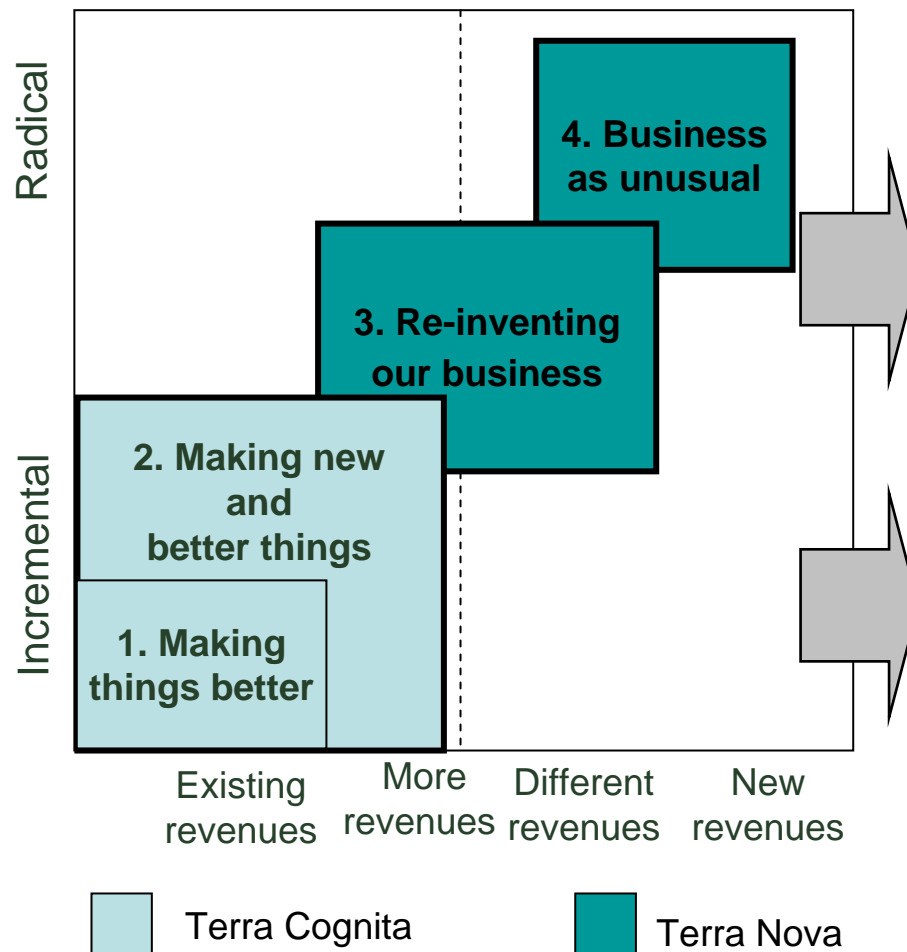 Radical
4. Business
as unusual
3. Re-inventing
our business
Incremental
2. Making new
and
better things
1. Making
things better
Existing
revenues
More
revenues
Different
revenues
New
revenues
Terra Cognita
Terra Nova